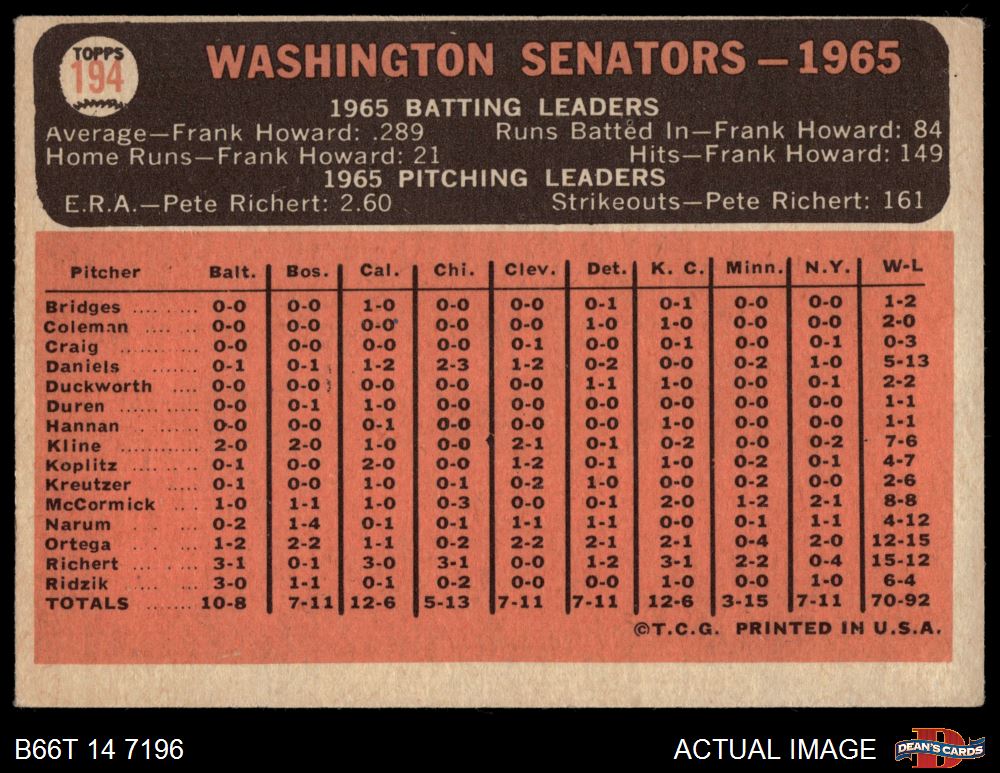 TOPPS
194
WASHINGTON SENATORS – 1965
1965 BATTING LEADERS
Average—Frank Howard: .289 Runs Batted In—Frank Howard: 84
Home Runs—Frank Howard: 21 Hits—Frank Howard: 149
1965 PITCHING LEADERS
E.R.A.—Pete Richert: 2.60 Strikeouts—Pete Richert: 161
Pitcher Balt. Bos. Cal. Chi. Clev. Det. K. C. Minn. N.Y. W-L
Bridges ........ 0-0 0-0 1-0 0-0 0-0 0-1 0-1 0-0 0-0 1-2
Coleman .... ... 0-0 0-0 0-0 0-0 0-0 1-0 1-0 0-0 0-0 2-0
Craig ........ 0-0 0-0 0-0 0-0 0-1 0-0 0-1 0-0 0-1 0-3
Daniels ........ 0-1 0-1 1-2 2-3 1-2 0-2 0-0 0-2 1-0 5-13
Duckworth .... 0-0 0-0 0-0 0-0 0-0 1-1 1-0 0-0 0-1 2-2
Duren ........ 0-0 0-1 1-0 0-0 0-0 0-0 0-0 0-0 0-0 1-1
Hannan ........ 0-0 0-0 0-1 0-0 0-0 0-0 1-0 0-0 0-0 1-1
Kline ........ 2-0 2-0 1-0 0-0 2-1 0-1 0-2 0-0 0-2 7-6
Koplitz ........ 0-1 0-0 2-0 0-0 1-2 0-1 1-0 0-2 0-1 4-7
Kreutzer ..... 0-1 0-0 1-0 0-1 0-2 1-0 0-0 0-2 0-0 2-6
McCormick .... 1-0 1-1 1-0 0-3 0-0 0-1 2-0 1-2 2-1 8-8
Narum ........ 0-2 1-4 0-1 0-1 1-1 1-1 0-0 0-1 1-1 4-12
Ortega ........ 1-2 2-2 1-1 0-2 2-2 2-1 2-1 0-4 2-0 12-15
Richert ........ 3-1 0-1 3-0 3-1 0-0 1-2 3-1 2-2 0-4 15-12
Ridzik ........ 3-0 1-1 0-1 0-2 0-0 0-0 1-0 0-0 1-0 6-4
TOTALS ....... 10-8 7-11 12-6 5-13 7-11 7-11 12-6 3-15 7-11 70-92
©T.C.G. PRINTED IN U.S.A.
B66T 14 7196 ACTUAL IMAGE DEAN'S CARDS